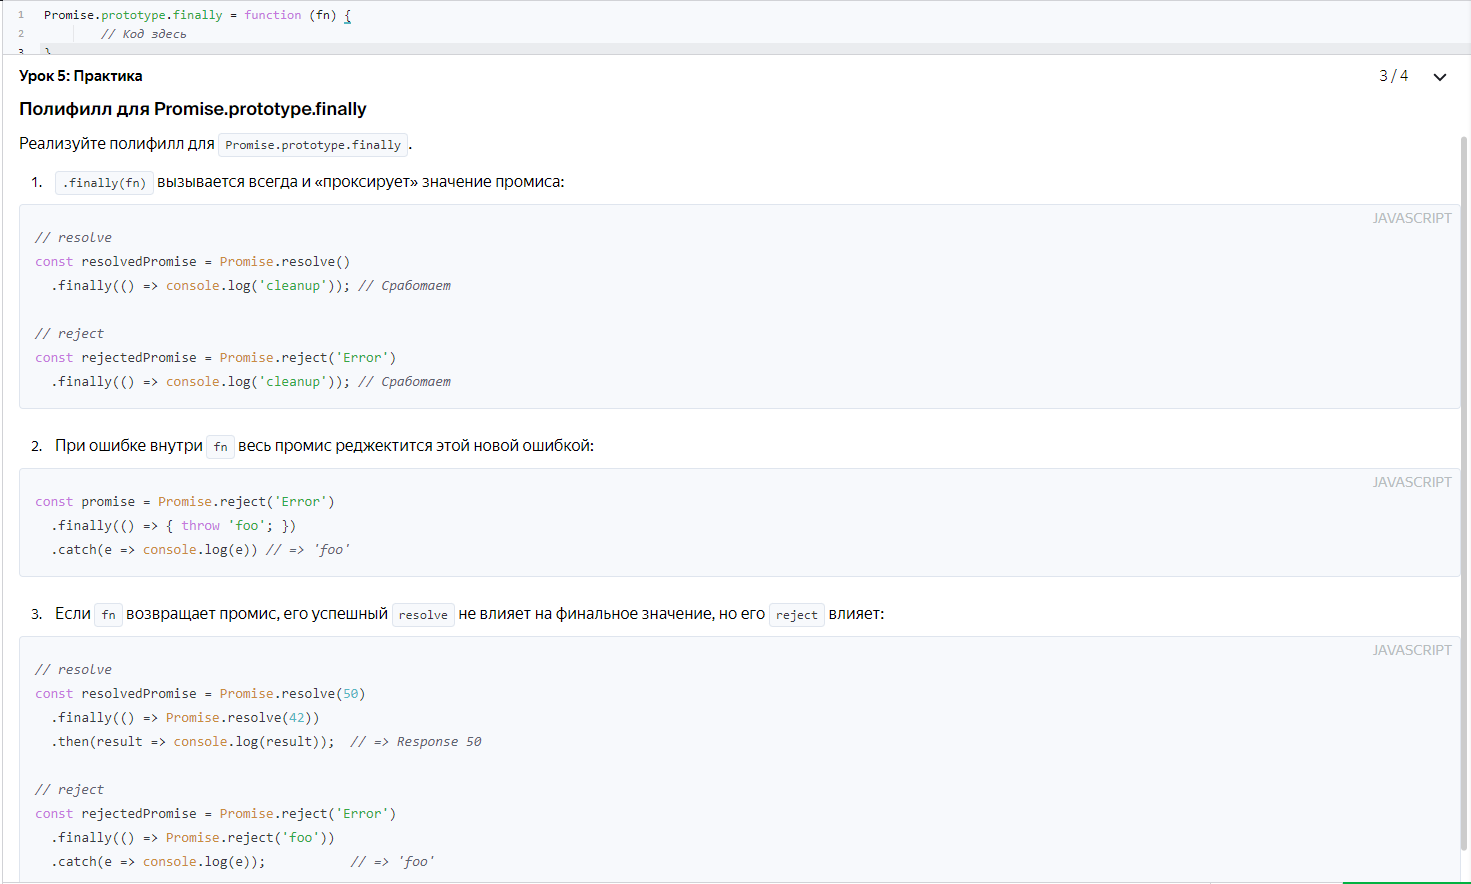 1 Promise.prototype.finally = function (fn) {
2 // Код здесь
3 }
Урок 5: Практика
3 / 4
Полифилл для Promise.prototype.finally
Реализуйте полифилл для Promise.prototype.finally.
1. .finally(fn) вызывается всегда и «проксирует» значение промиса:
JAVASCRIPT
// resolve
const resolvedPromise = Promise.resolve()
.finally(() => console.log('cleanup')); // Сработает
// reject
const rejectedPromise = Promise.reject('Error')
.finally(() => console.log('cleanup')); // Сработает
2. При ошибке внутри fn весь промис реджектится этой новой ошибкой:
JAVASCRIPT
const promise = Promise.reject('Error')
.finally(() => { throw 'foo'; })
.catch(e => console.log(e)) // => 'foo'
3. Если fn возвращает промис, его успешный resolve не влияет на финальное значение, но его reject влияет:
JAVASCRIPT
// resolve
const resolvedPromise = Promise.resolve(50)
.finally(() => Promise.resolve(42))
.then(result => console.log(result)); // => Response 50
// reject
const rejectedPromise = Promise.reject('Error')
.finally(() => Promise.reject('foo'))
.catch(e => console.log(e)); // => 'foo'